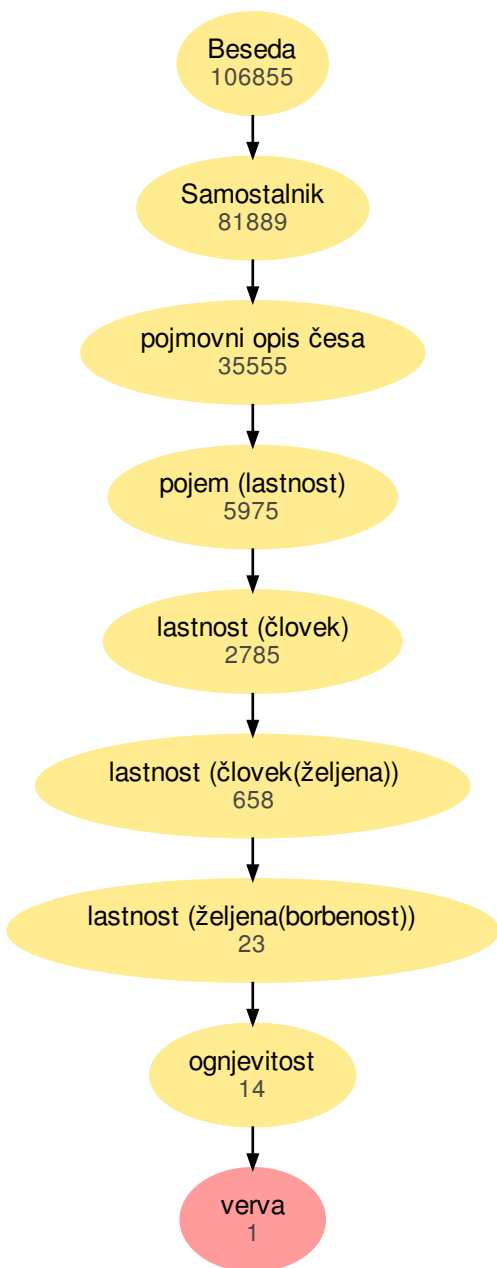 Beseda
106855
Samostalnik
81889
pojmovni opis česa
35555
pojem (lastnost)
5975
lastnost (človek)
2785
lastnost (človek(željena))
658
lastnost (željena(borbenost))
23
ognjevitost
14
verva
1